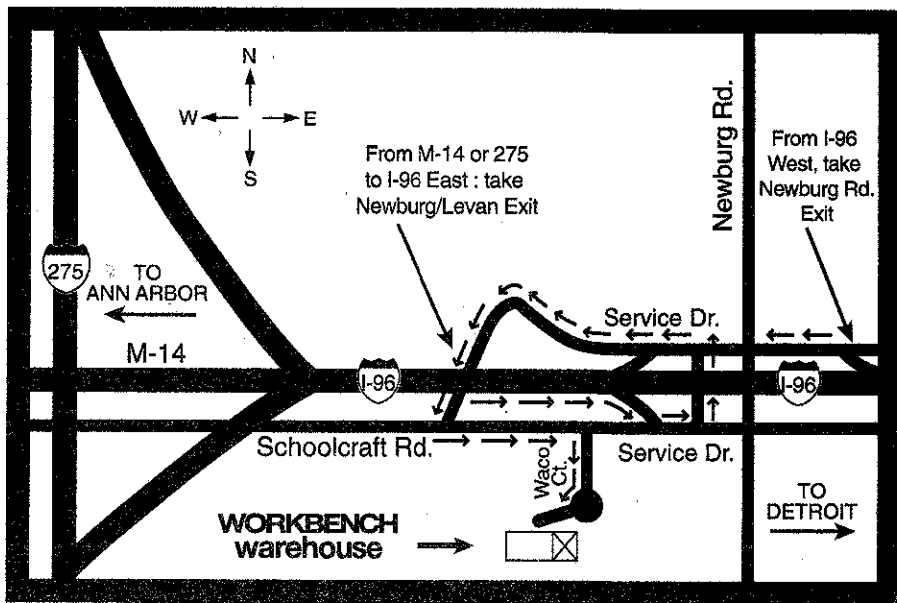 N
W E
S
From M-14 or 275
to I-96 East : take
Newburg/Levan Exit
Newburg Rd.
From I-96
West, take
Newburg Rd.
Exit
275
TO
ANN ARBOR
M-14
I-96
Service Dr.
I-96
Schoolcraft Rd.
Waco
Ct.
Service Dr.
TO
DETROIT
WORKBENCH
warehouse